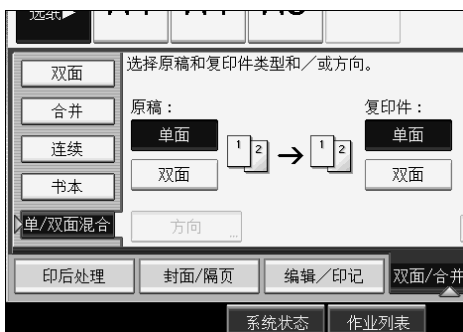 选纸▶
双面
合并
连续
书本
单/双面混合
选择原稿和复印件类型和／或方向。
原稿：
单面
双面
1 2 → 1 2
复印件：
单面
双面
方向
印后处理
封面/隔页
编辑／印记
双面/合并
系统状态
作业列表